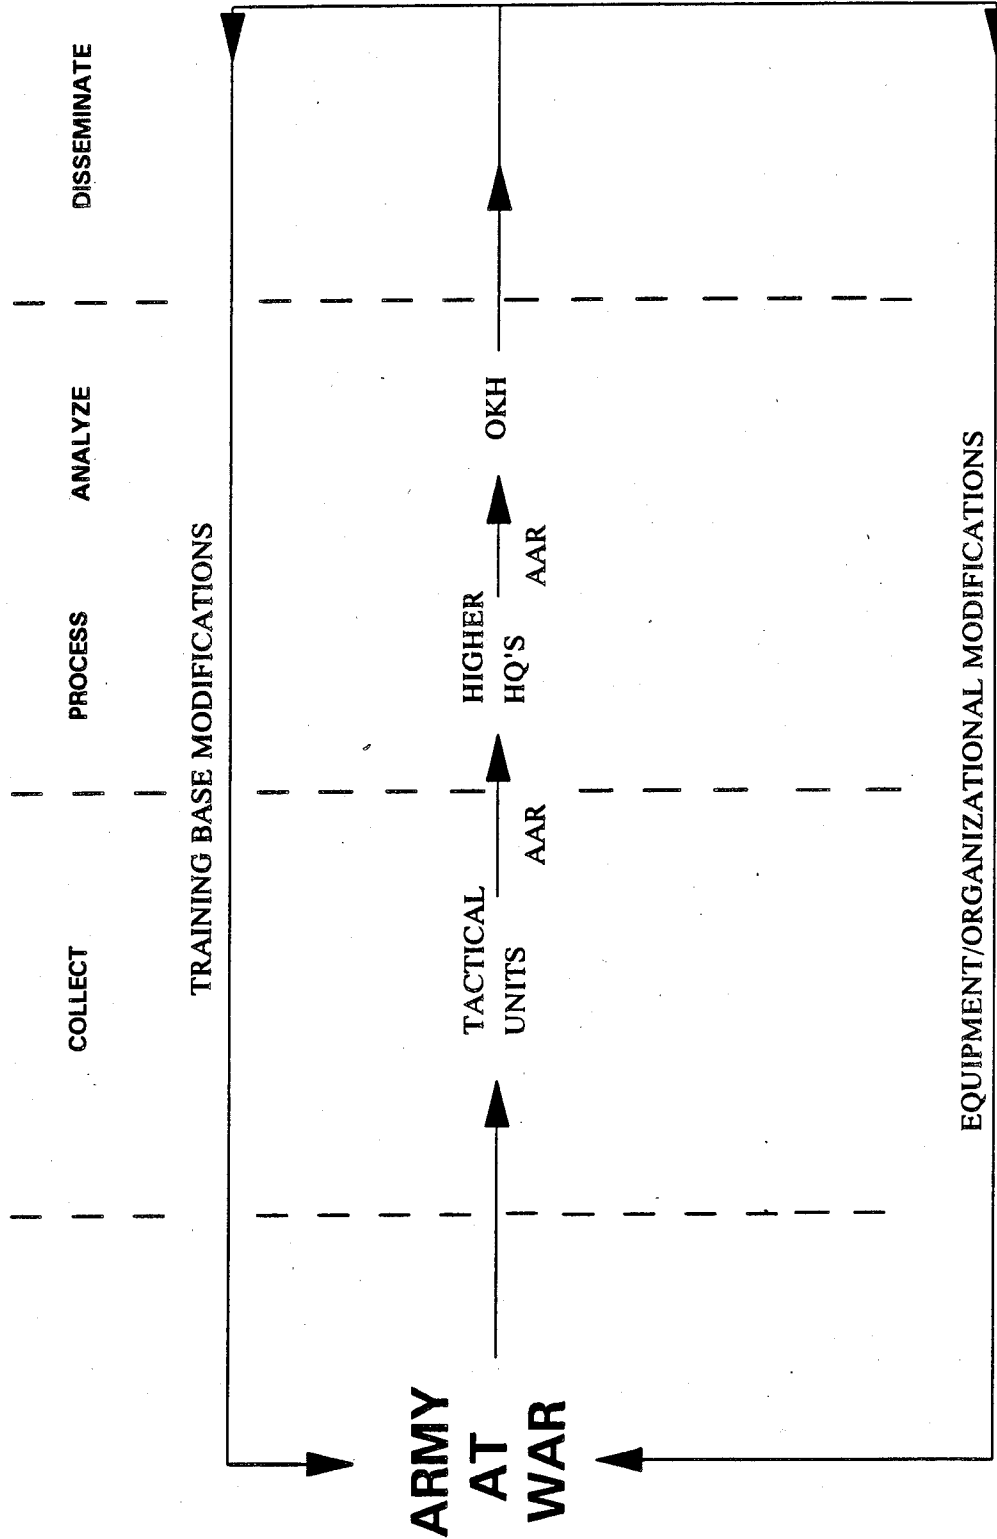 COLLECT
PROCESS
ANALYZE
DISSEMINATE
TRAINING BASE MODIFICATIONS
ARMY
AT
WAR
TACTICAL
UNITS
AAR
HIGHER
HQ'S
AAR
OKH
EQUIPMENT/ORGANIZATIONAL MODIFICATIONS